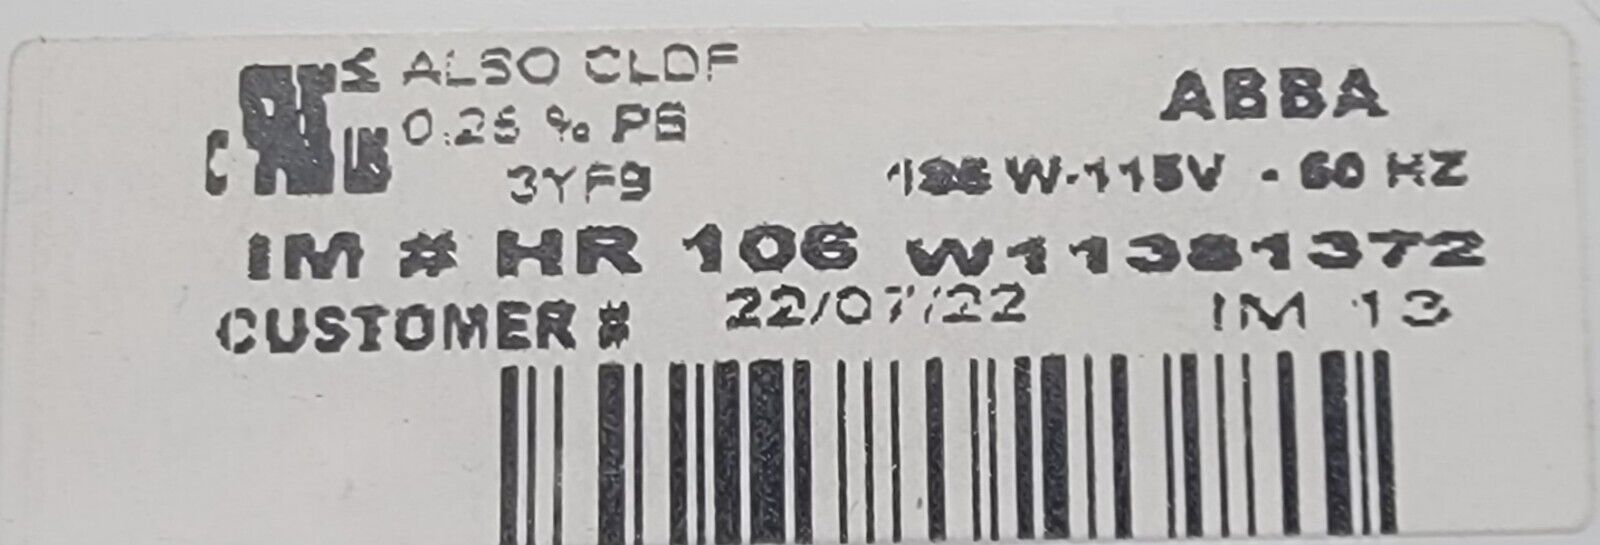 ALSO CLDF
0.25 % PS
3YF9
ABBA
W-115V - 60 HZ
IM # HR 106 W11381372
CUSTOMER # 22/07/22 IM 13